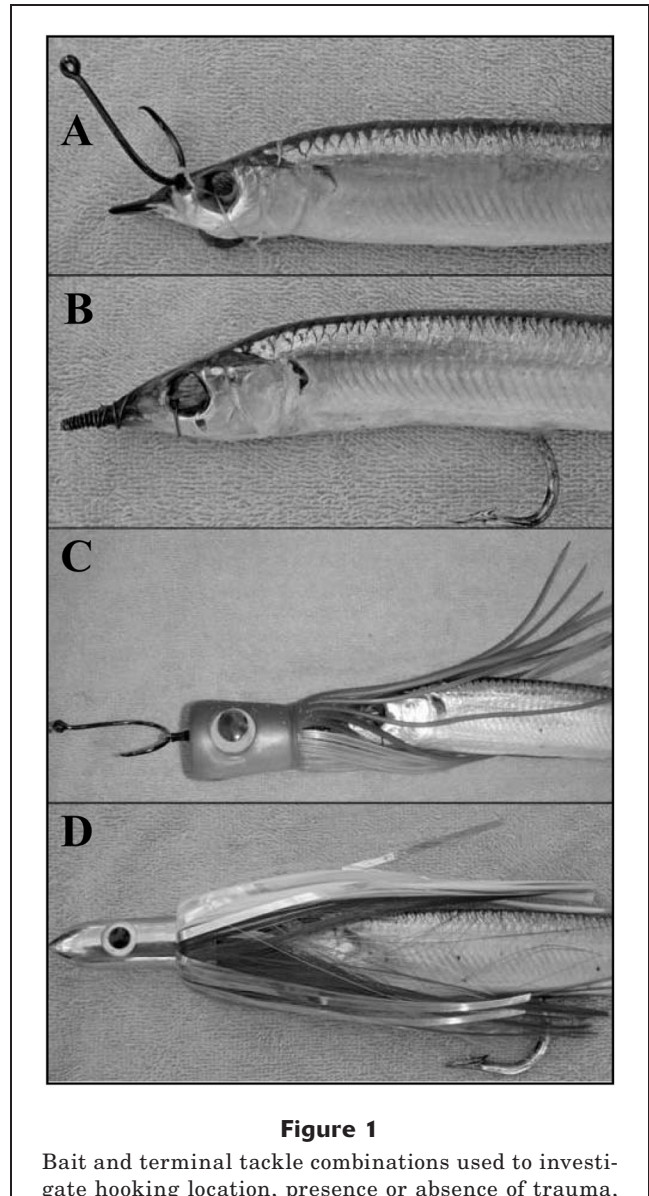 A
B
C
D
Figure 1
Bait and terminal tackle combinations used to investi-
gate hooking location, presence or absence of trauma,